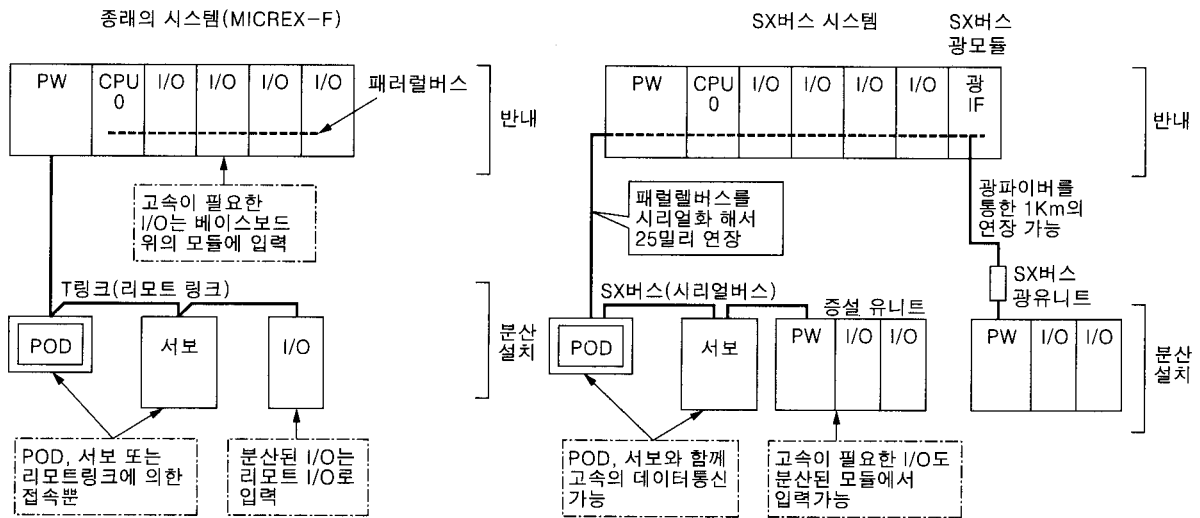 종래의 시스템(MICREX-F)
PW
CPU
0
I/O
I/O
I/O
I/O
패러럴버스
반내
고속이 필요한
I/O는 베이스보드
위의 모듈에 입력
T링크(리모트 링크)
POD
서보
I/O
분산
설치
POD, 서보 또는
리모트링크에 의한
접속뿐
분산된 I/O는
리모트 I/O로
입력
SX버스 시스템
SX버스
광모듈
PW
CPU
0
I/O
I/O
I/O
I/O
광
IF
반내
패럴렐버스를
시리얼화 해서
25밀리 연장
광파이버를
통한 1Km의
연장 가능
SX버스
광유니트
SX버스(시리얼버스)
증설 유니트
POD
서보
PW
I/O
I/O
PW
I/O
I/O
분산
설치
POD, 서보와 함께
고속의 데이터통신
가능
고속이 필요한 I/O도
분산된 모듈에서
입력가능